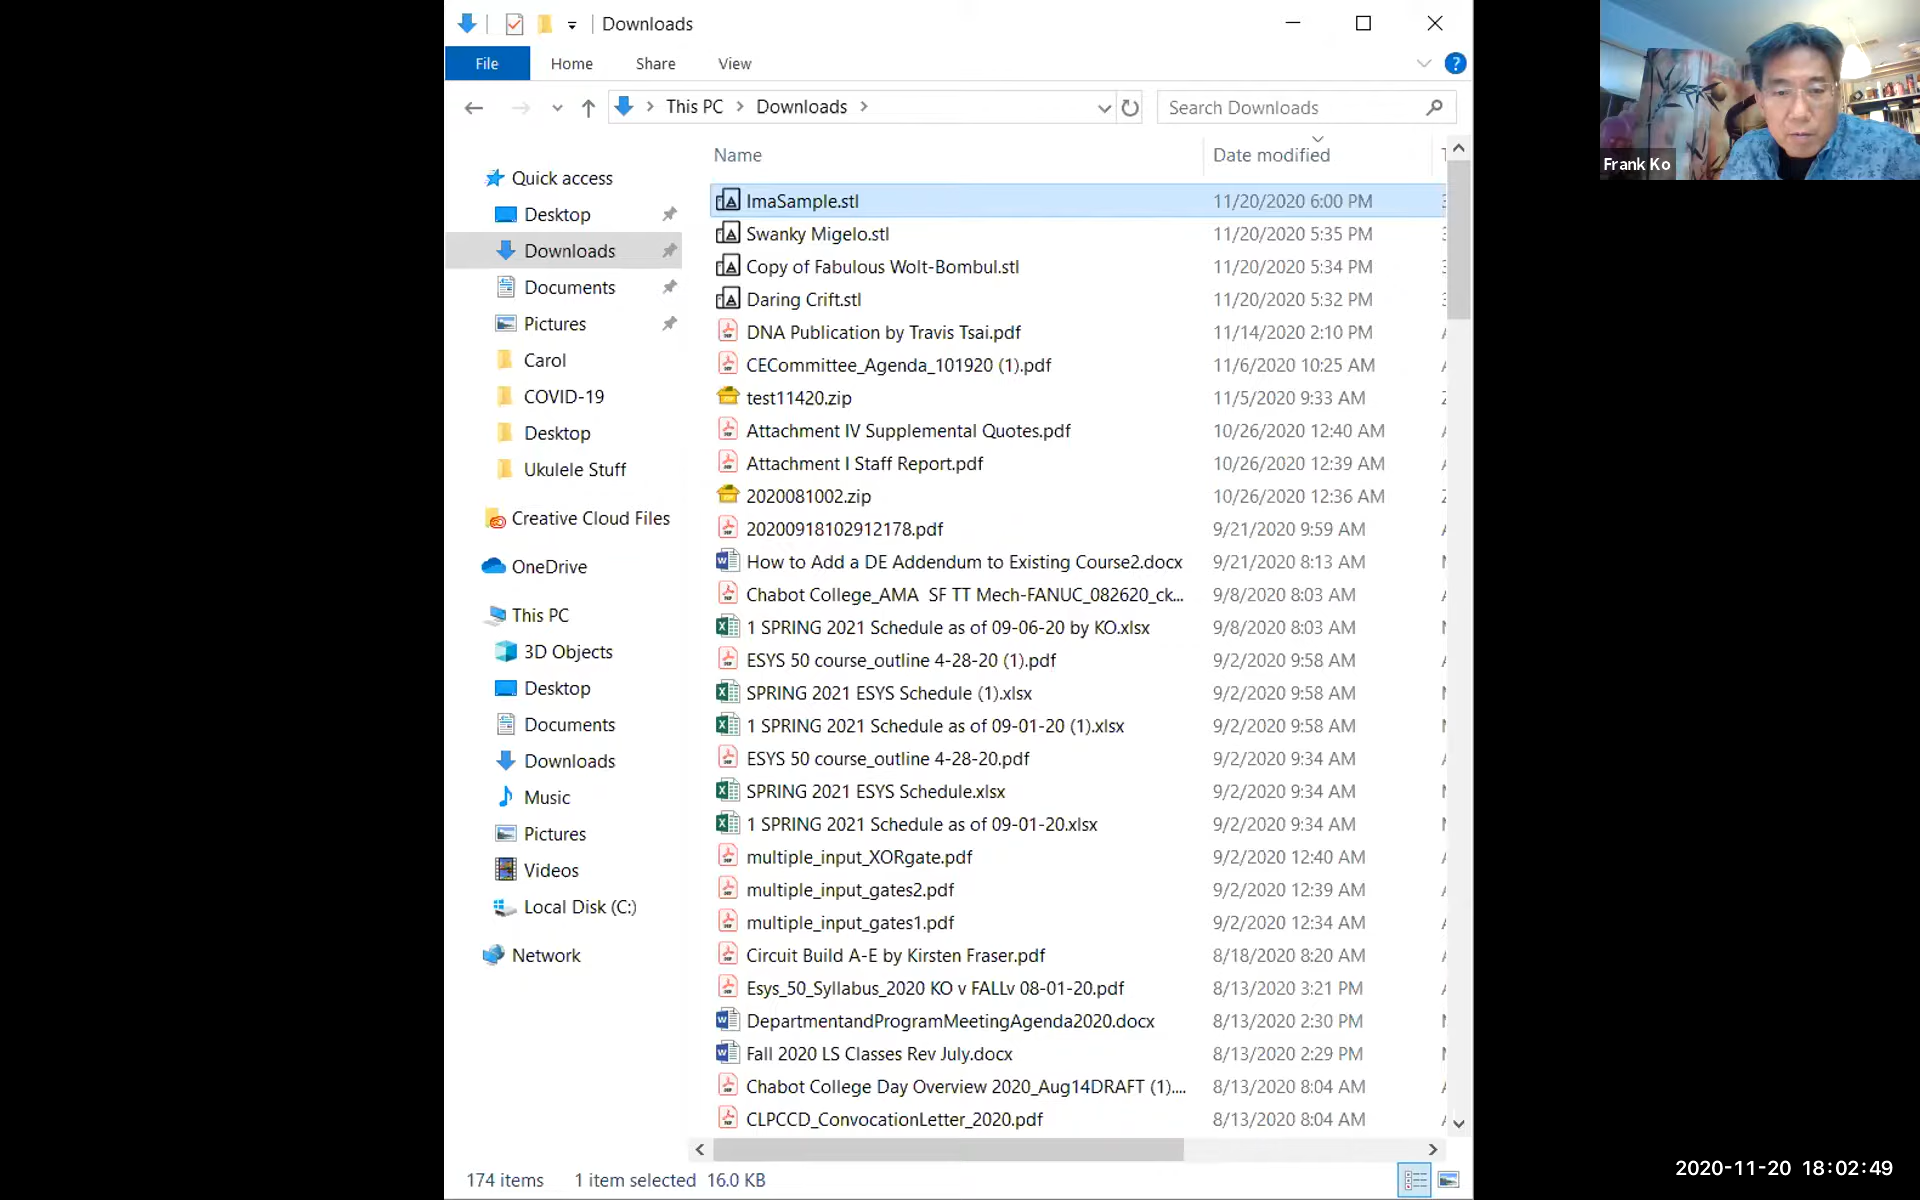 Downloads
File Home Share View
This PC Downloads Search Downloads
Name Date modified
Quick access
Desktop
Downloads
Documents
Pictures
Carol
COVID-19
Desktop
Ukulele Stuff
Creative Cloud Files
OneDrive
This PC
3D Objects
Desktop
Documents
Downloads
Music
Pictures
Videos
Local Disk (C:)
Network
ImaSample.stl 11/20/2020 6:00 PM
Swanky Migelo.stl 11/20/2020 5:35 PM
Copy of Fabulous Wolt-Bombul.stl 11/20/2020 5:34 PM
Daring Crift.stl 11/20/2020 5:32 PM
DNA Publication by Travis Tsai.pdf 11/14/2020 2:10 PM
CECommittee_Agenda_101920 (1).pdf 11/6/2020 10:25 AM
test11420.zip 11/5/2020 9:33 AM
Attachment IV Supplemental Quotes.pdf 10/26/2020 12:40 AM
Attachment I Staff Report.pdf 10/26/2020 12:39 AM
2020081002.zip 10/26/2020 12:36 AM
20200918102912178.pdf 9/21/2020 9:59 AM
How to Add a DE Addendum to Existing Course2.docx 9/21/2020 8:13 AM
Chabot College_AMA SF TT Mech-FANUC_082620_ck... 9/8/2020 8:03 AM
1 SPRING 2021 Schedule as of 09-06-20 by KO.xlsx 9/8/2020 8:03 AM
ESYS 50 course_outline 4-28-20 (1).pdf 9/2/2020 9:58 AM
SPRING 2021 ESYS Schedule (1).xlsx 9/2/2020 9:58 AM
1 SPRING 2021 Schedule as of 09-01-20 (1).xlsx 9/2/2020 9:58 AM
ESYS 50 course_outline 4-28-20.pdf 9/2/2020 9:34 AM
SPRING 2021 ESYS Schedule.xlsx 9/2/2020 9:34 AM
1 SPRING 2021 Schedule as of 09-01-20.xlsx 9/2/2020 9:34 AM
multiple_input_XORgate.pdf 9/2/2020 12:40 AM
multiple_input_gates2.pdf 9/2/2020 12:39 AM
multiple_input_gates1.pdf 9/2/2020 12:34 AM
Circuit Build A-E by Kirsten Fraser.pdf 8/18/2020 8:20 AM
Esys_50_Syllabus_2020 KO v FALLv 08-01-20.pdf 8/13/2020 3:21 PM
DepartmentandProgramMeetingAgenda2020.docx 8/13/2020 2:30 PM
Fall 2020 LS Classes Rev July.docx 8/13/2020 2:29 PM
Chabot College Day Overview 2020_Aug14DRAFT (1).... 8/13/2020 8:04 AM
CLPCCD_ConvocationLetter_2020.pdf 8/13/2020 8:04 AM
174 items 1 item selected 16.0 KB
Frank Ko
2020-11-20 18:02:49